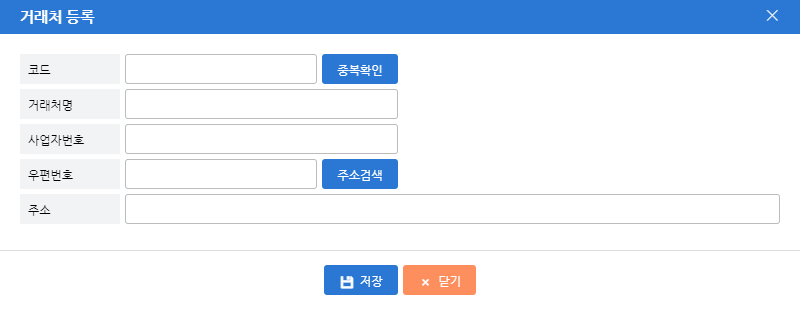 거래처 등록
코드 중복확인
거래처명
사업자번호
우편번호 주소검색
주소
저장 닫기